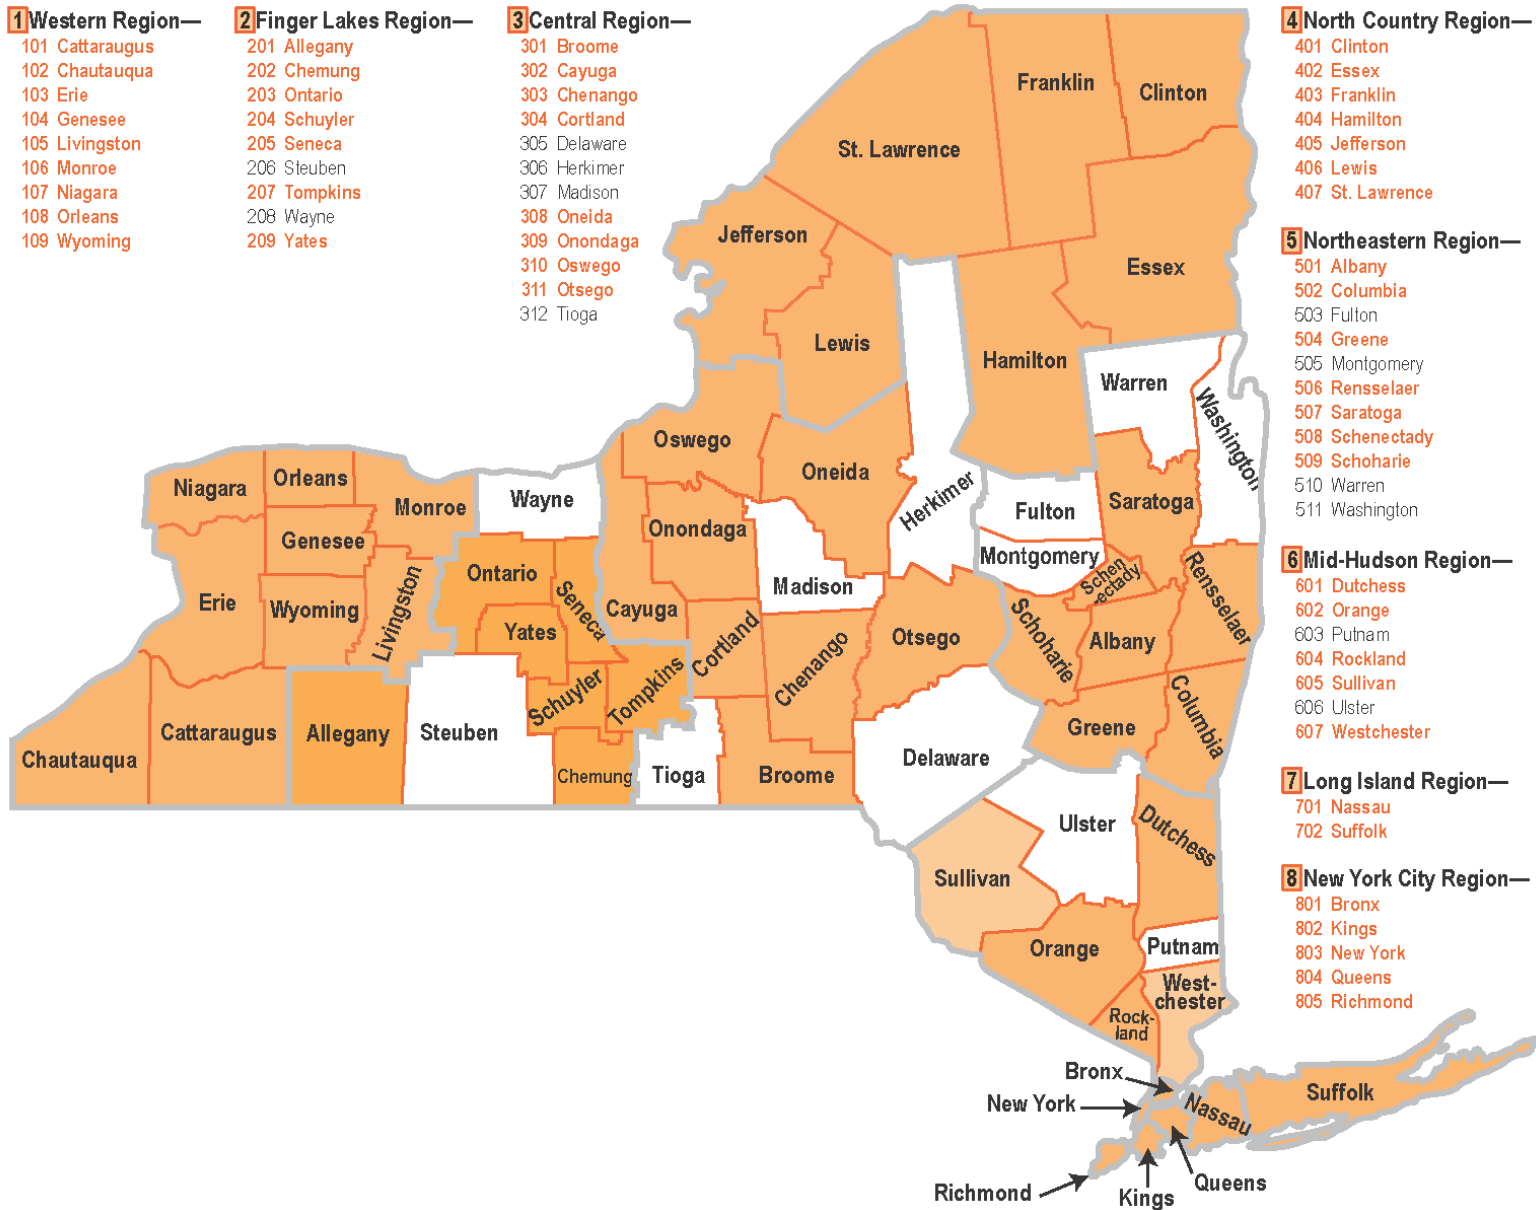 1 Western Region—
101 Cattaraugus
102 Chautauqua
103 Erie
104 Genesee
105 Livingston
106 Monroe
107 Niagara
108 Orleans
109 Wyoming
2 Finger Lakes Region—
201 Allegany
202 Chemung
203 Ontario
204 Schuyler
205 Seneca
206 Steuben
207 Tompkins
208 Wayne
209 Yates
3 Central Region—
301 Broome
302 Cayuga
303 Chenango
304 Cortland
305 Delaware
306 Herkimer
307 Madison
308 Oneida
309 Onondaga
310 Oswego
311 Otsego
312 Tioga
4 North Country Region—
401 Clinton
402 Essex
403 Franklin
404 Hamilton
405 Jefferson
406 Lewis
407 St. Lawrence
5 Northeastern Region—
501 Albany
502 Columbia
503 Fulton
504 Greene
505 Montgomery
506 Rensselaer
507 Saratoga
508 Schenectady
509 Schoharie
510 Warren
511 Washington
6 Mid-Hudson Region—
601 Dutchess
602 Orange
603 Putnam
604 Rockland
605 Sullivan
606 Ulster
607 Westchester
7 Long Island Region—
701 Nassau
702 Suffolk
8 New York City Region—
801 Bronx
802 Kings
803 New York
804 Queens
805 Richmond
Franklin
Clinton
St. Lawrence
Jefferson
Essex
Lewis
Hamilton
Warren
Washington
Oswego
Oneida
Herkimer
Niagara
Orleans
Monroe
Wayne
Onondaga
Saratoga
Fulton
Genesee
Montgomery
Ontario
Madison
Schen
-ectady
Rensselaer
Erie
Wyoming
Livingston
Seneca
Cayuga
Yates
Cortland
Chenango
Otsego
Schoharie
Albany
Schuyler
Tompkins
Columbia
Greene
Chautauqua
Cattaraugus
Allegany
Steuben
Chemung
Tioga
Broome
Delaware
Ulster
Dutchess
Sullivan
Orange
Putnam
West-
chester
Rock-
land
Bronx
New York
Nassau
Suffolk
Richmond
Kings
Queens